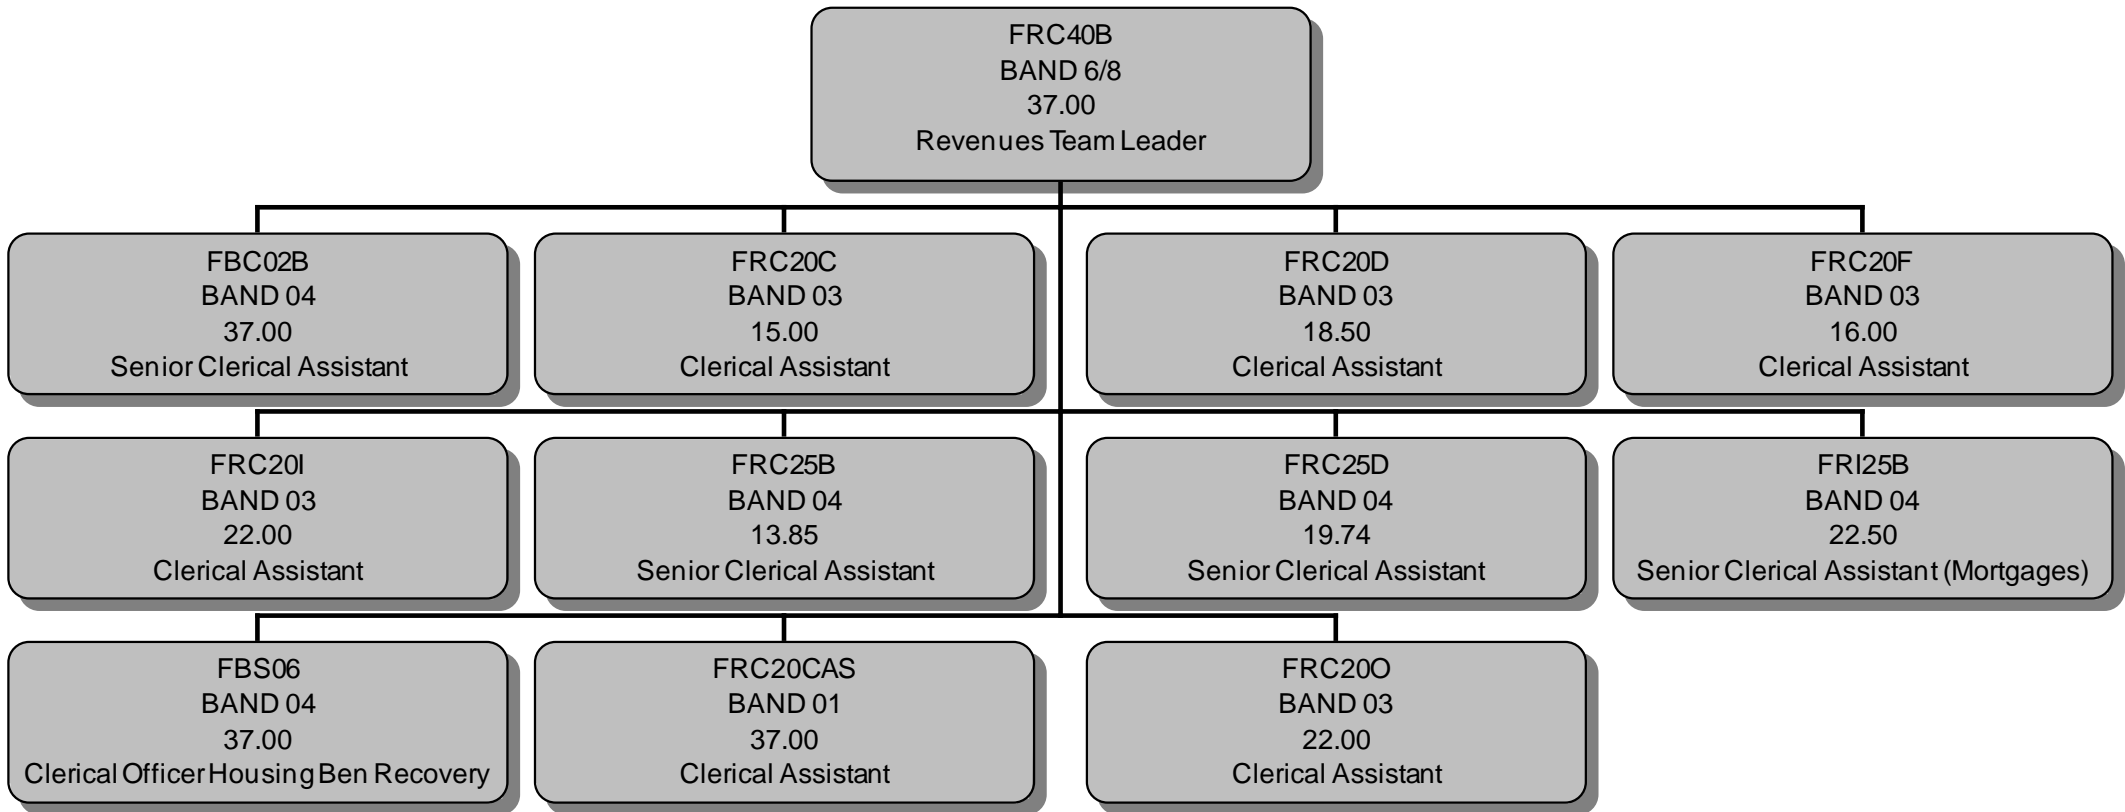 FRC40B
BAND 6/8
37.00
Revenues Team Leader
FBC02B
BAND 04
37.00
Senior Clerical Assistant
FRC20C
BAND 03
15.00
Clerical Assistant
FRC20D
BAND 03
18.50
Clerical Assistant
FRC20F
BAND 03
16.00
Clerical Assistant
FRC20I
BAND 03
22.00
Clerical Assistant
FRC25B
BAND 04
13.85
Senior Clerical Assistant
FRC25D
BAND 04
19.74
Senior Clerical Assistant
FRI25B
BAND 04
22.50
Senior Clerical Assistant (Mortgages)
FBS06
BAND 04
37.00
Clerical Officer Housing Ben Recovery
FRC20CAS
BAND 01
37.00
Clerical Assistant
FRC20O
BAND 03
22.00
Clerical Assistant